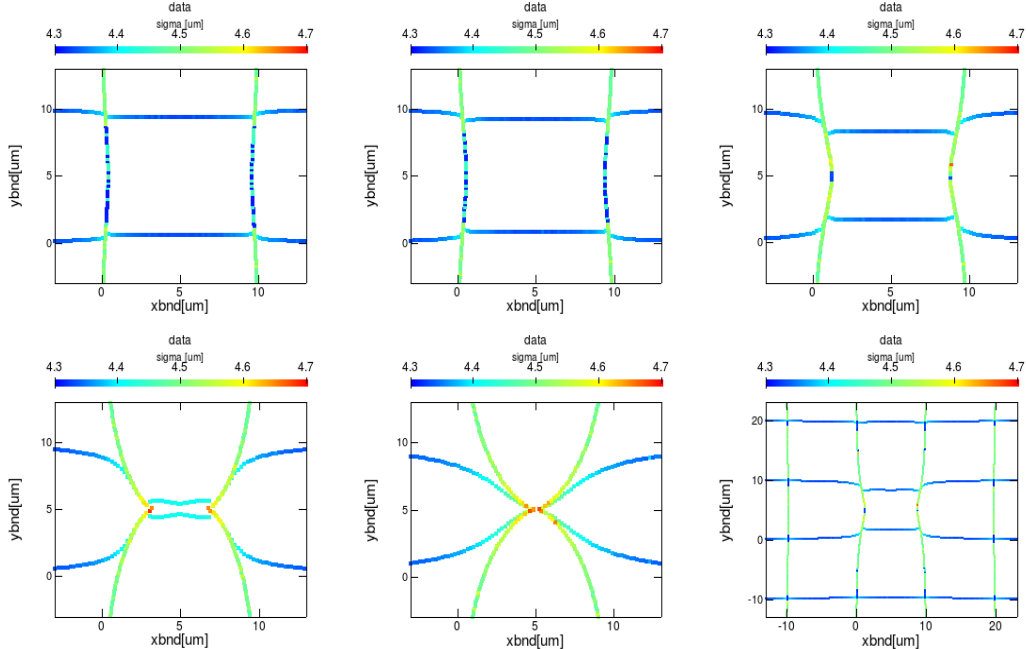 data data data
sigma [um] sigma [um] sigma [um]
4.3 4.4 4.5 4.6 4.7 4.3 4.4 4.5 4.6 4.7 4.3 4.4 4.5 4.6 4.7
ybnd[um] ybnd[um] ybnd[um]
10 10 10
5 5 5
0 0 0
0 5 10 0 5 10 0 5 10
xbnd[um] xbnd[um] xbnd[um]
data data data
sigma [um] sigma [um] sigma [um]
4.3 4.4 4.5 4.6 4.7 4.3 4.4 4.5 4.6 4.7 4.3 4.4 4.5 4.6 4.7
ybnd[um] ybnd[um] ybnd[um]
10 10 20
5 5 10
0 0 0
-10
0 5 10 0 5 10 -10 0 10 20
xbnd[um] xbnd[um] xbnd[um]